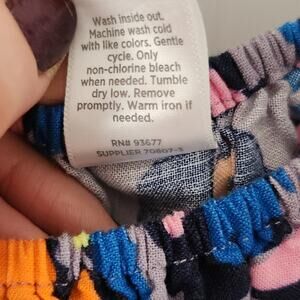 Wash inside out.
Machine wash cold
with like colors. Gentle
cycle. Only
non-chlorine bleach
when needed. Tumble
dry low. Remove
promptly. Warm iron if
needed.
RN# 93677
SUPPLIER 70807-3